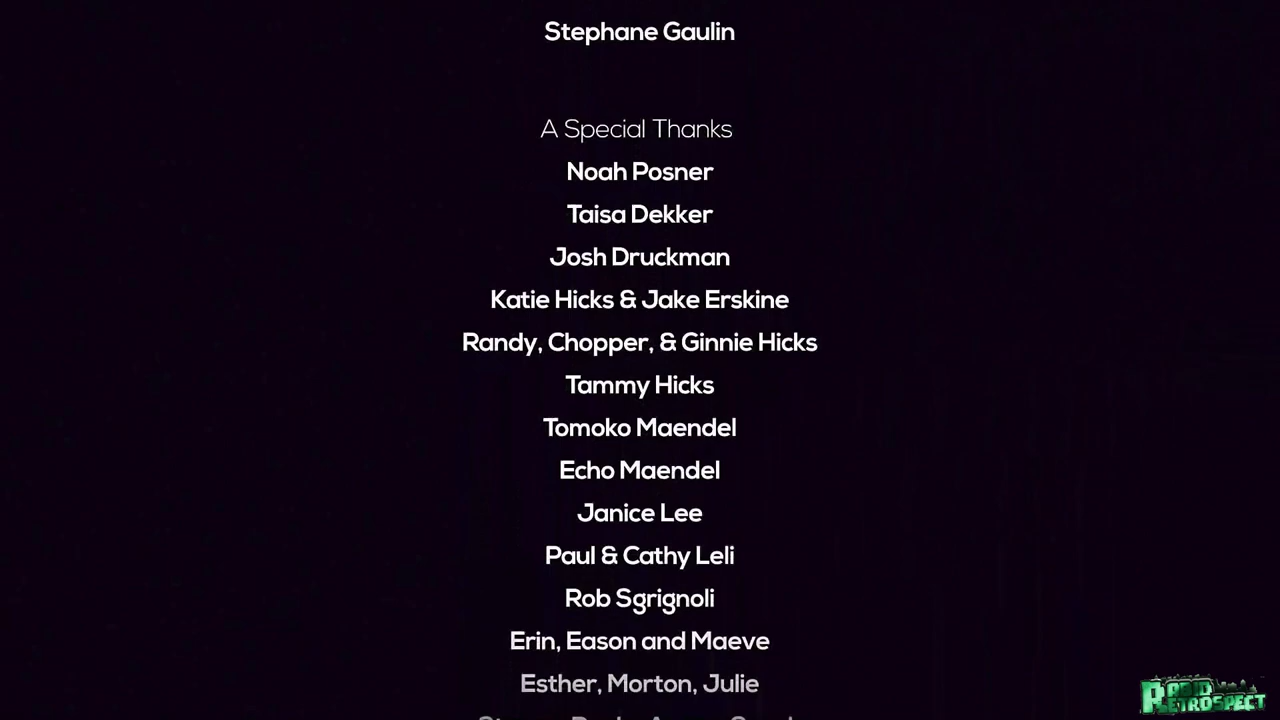 Stephane Gaulin
A Special Thanks
Noah Posner
Taisa Dekker
Josh Druckman
Katie Hicks & Jake Erskine
Randy, Chopper, & Ginnie Hicks
Tammy Hicks
Tomoko Maendel
Echo Maendel
Janice Lee
Paul & Cathy Leli
Rob Sgrignoli
Erin, Eason and Maeve
Esther, Morton, Julie
Rabid
Retrospect